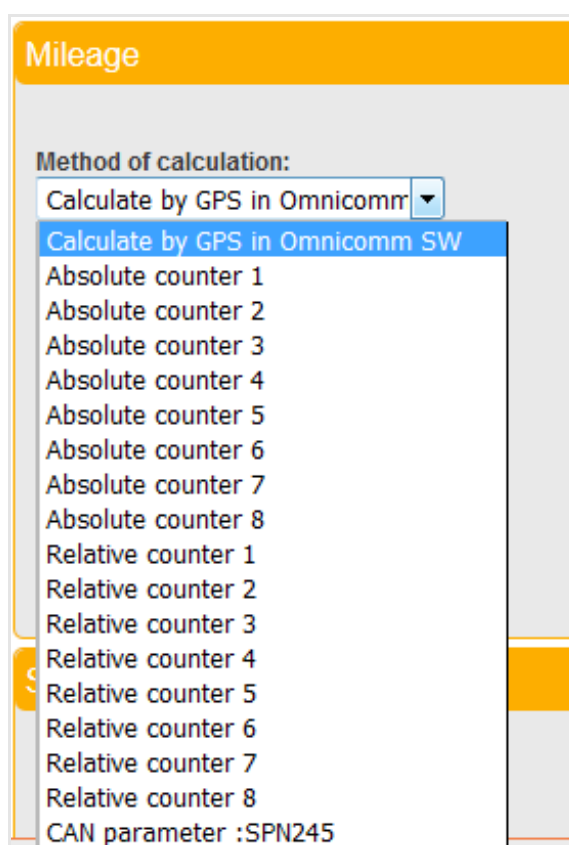 Mileage
Method of calculation:
Calculate by GPS in Omnicomm
Calculate by GPS in Omnicomm SW
Absolute counter 1
Absolute counter 2
Absolute counter 3
Absolute counter 4
Absolute counter 5
Absolute counter 6
Absolute counter 7
Absolute counter 8
Relative counter 1
Relative counter 2
Relative counter 3
Relative counter 4
Relative counter 5
Relative counter 6
Relative counter 7
Relative counter 8
CAN parameter :SPN245